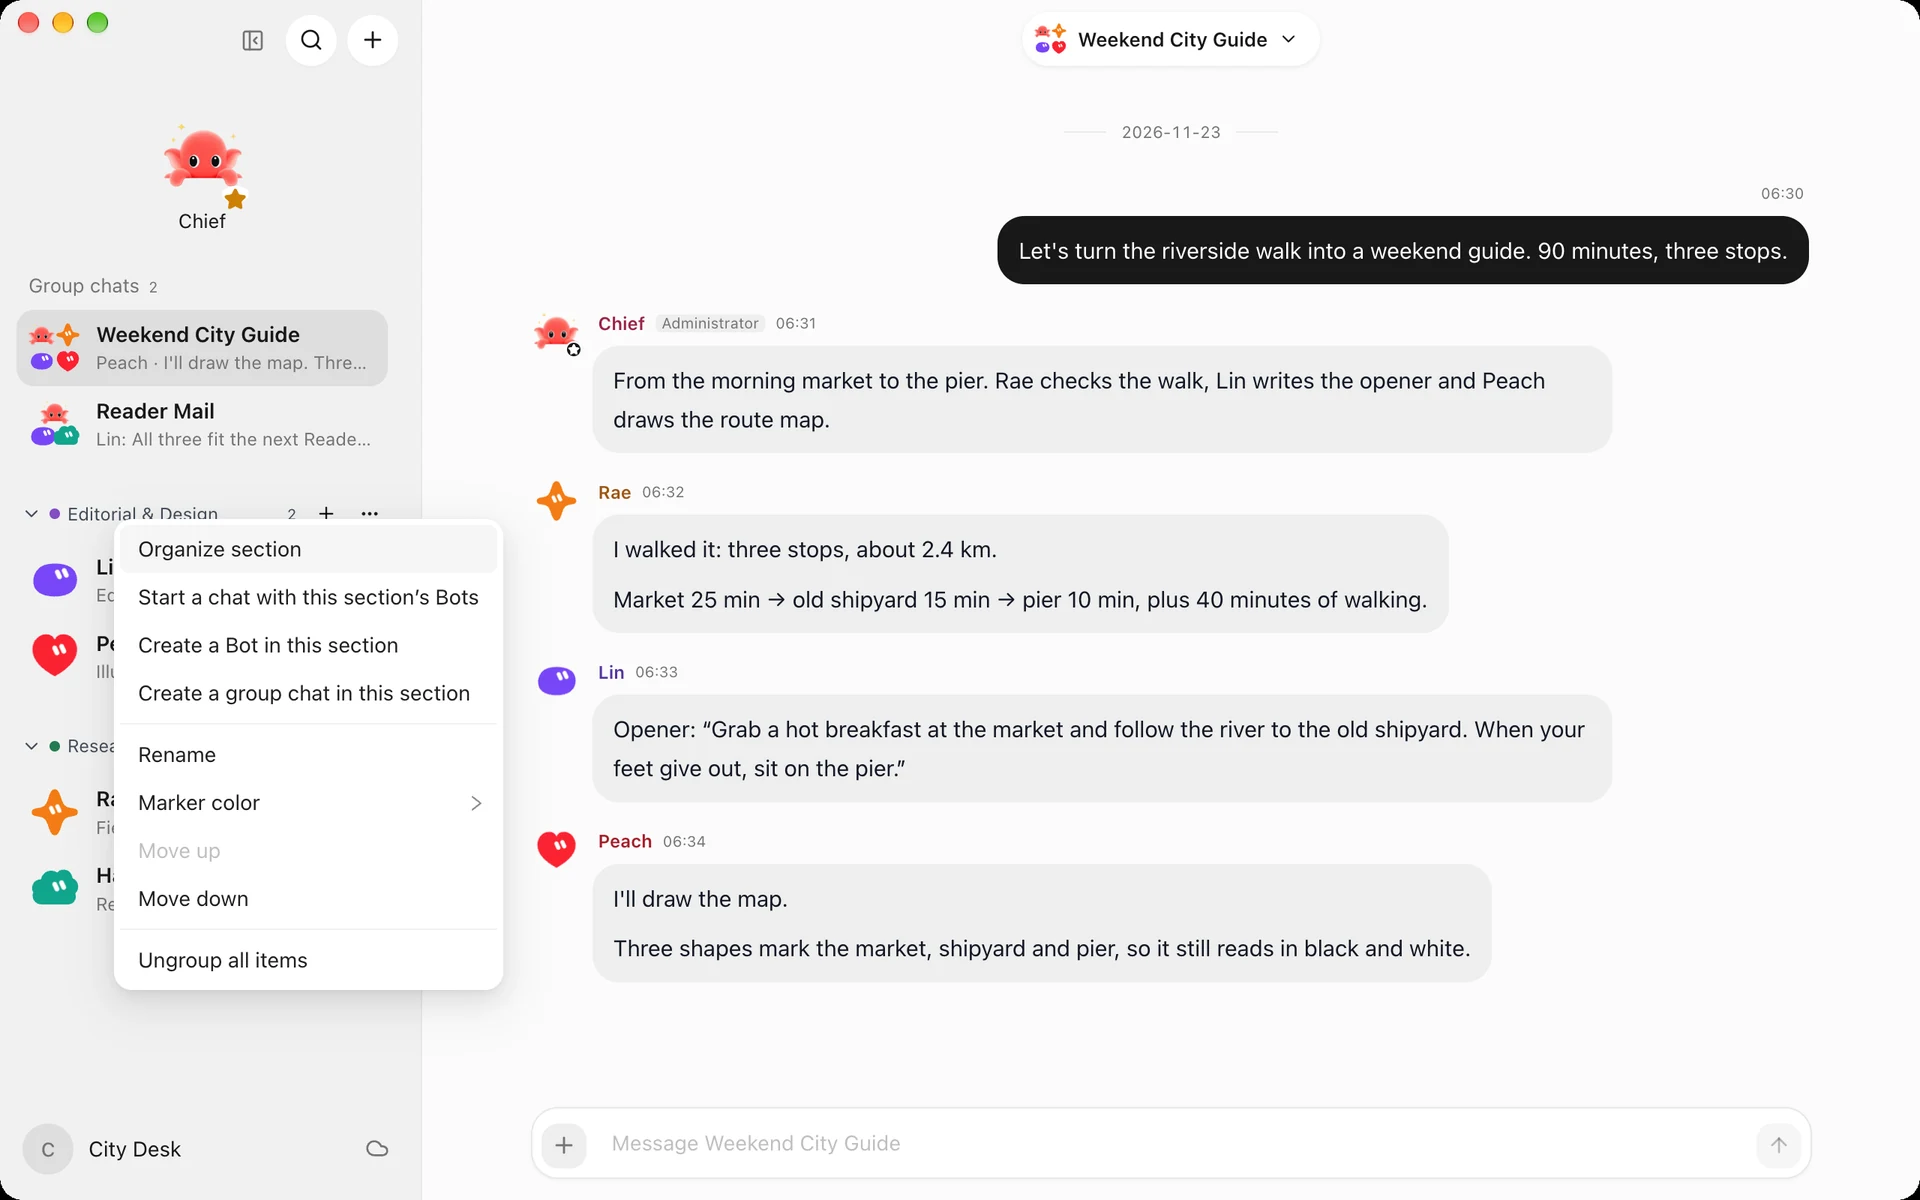 Chief
Group chats 2
Weekend City Guide
Peach · I'll draw the map. Thre...
Reader Mail
Lin: All three fit the next Reade...
Editorial & Design 2
Organize section
Start a chat with this section’s Bots
Create a Bot in this section
Create a group chat in this section
Rename
Marker color
Move up
Move down
Ungroup all items
C City Desk
Weekend City Guide
2026-11-23
06:30
Let's turn the riverside walk into a weekend guide. 90 minutes, three stops.
Chief Administrator 06:31
From the morning market to the pier. Rae checks the walk, Lin writes the opener and Peach
draws the route map.
Rae 06:32
I walked it: three stops, about 2.4 km.
Market 25 min → old shipyard 15 min → pier 10 min, plus 40 minutes of walking.
Lin 06:33
Opener: “Grab a hot breakfast at the market and follow the river to the old shipyard. When your
feet give out, sit on the pier.”
Peach 06:34
I'll draw the map.
Three shapes mark the market, shipyard and pier, so it still reads in black and white.
Message Weekend City Guide